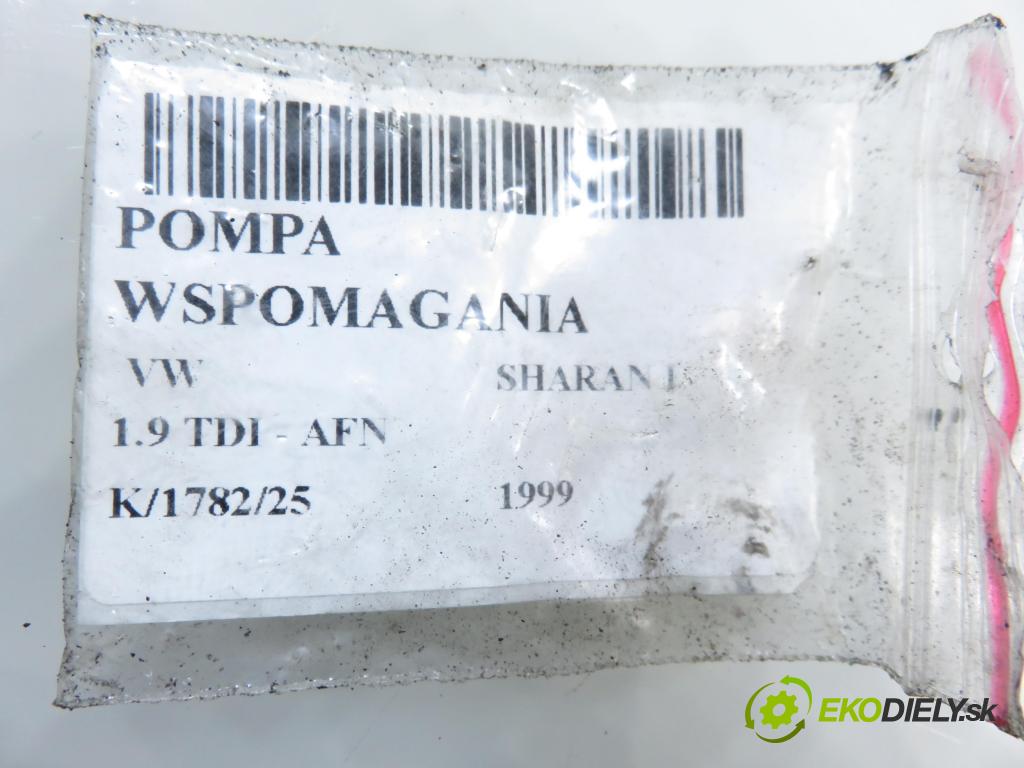 POMPA
WSPOMAGANIA
VW SHARAN
1.9 TDI - AFN
K/1782/25 1999
EKODIELY.sk